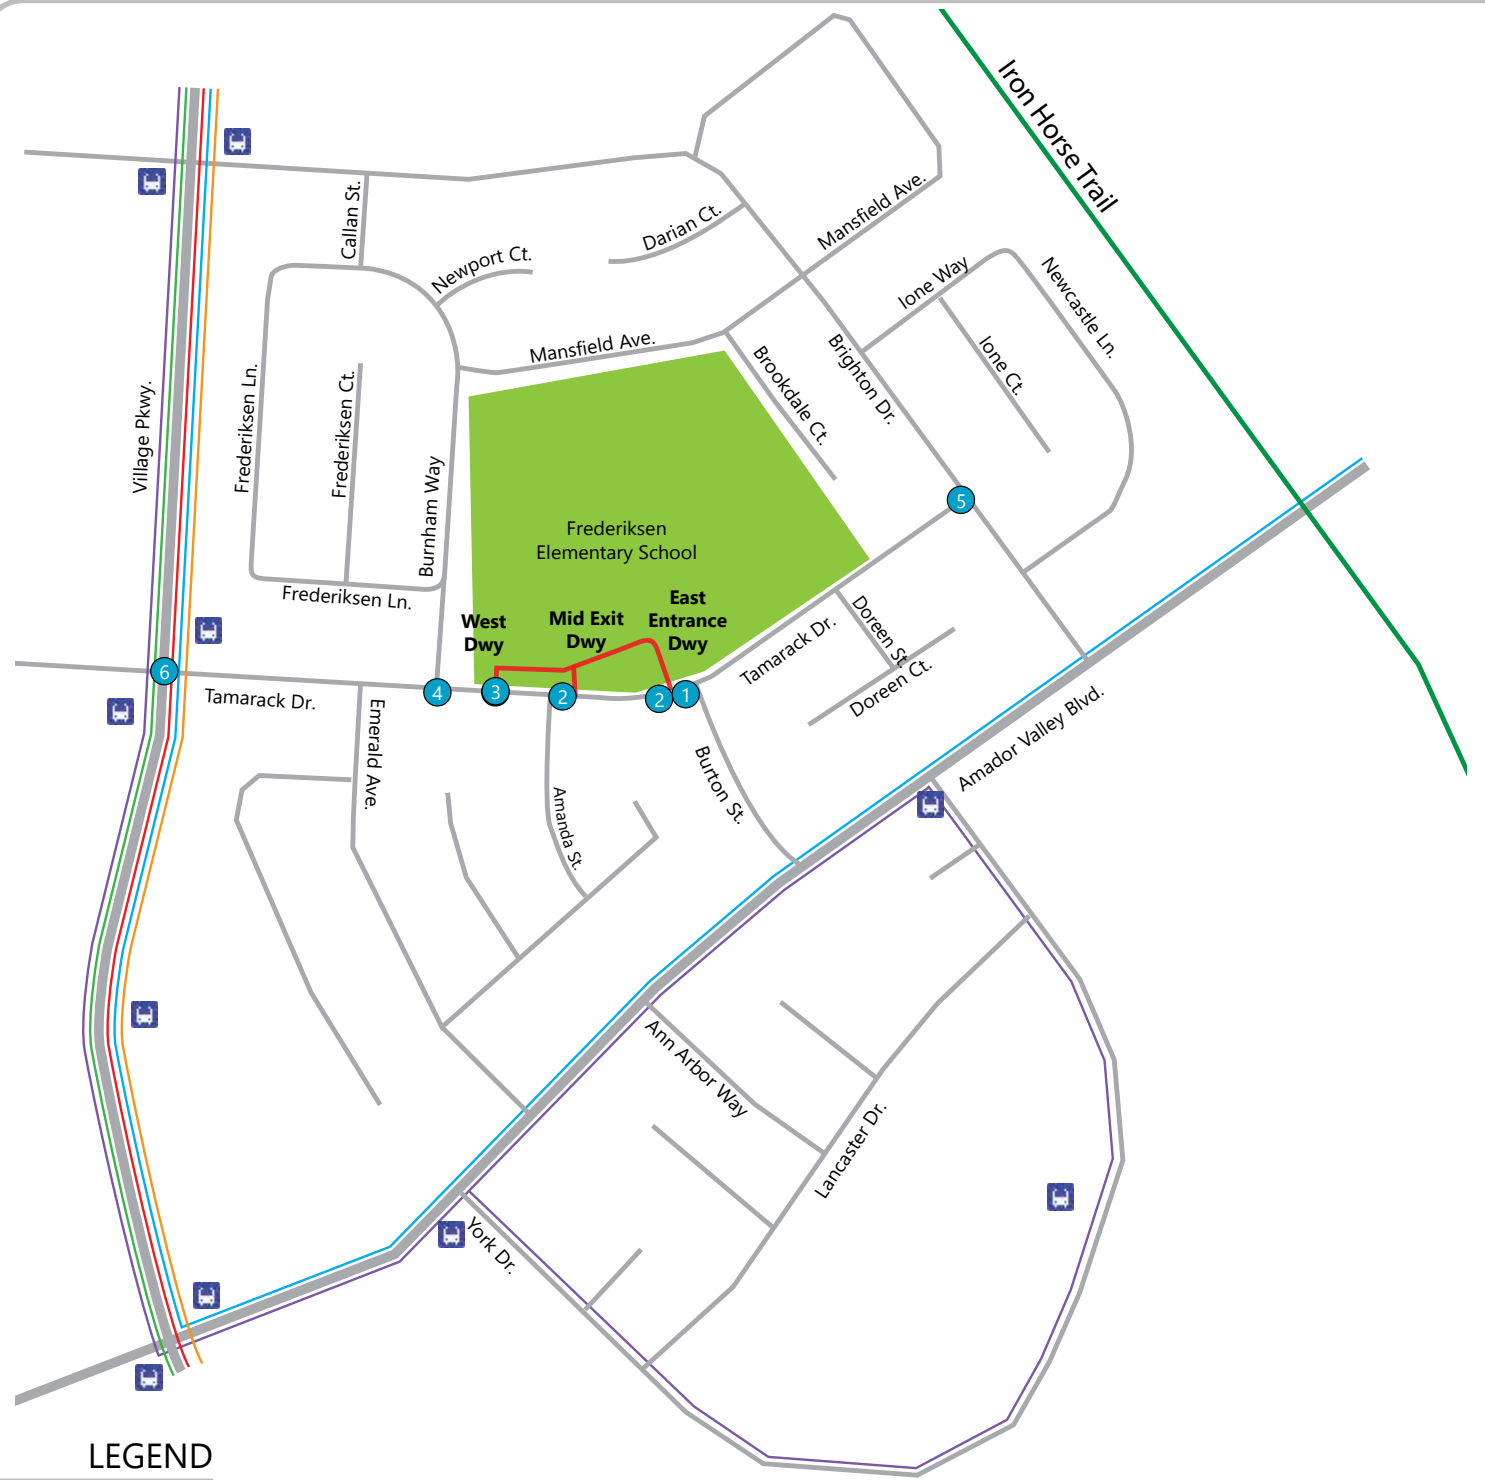 Iron Horse Trail
Callan St.
Newport Ct.
Darian Ct.
Mansfield Ave.
Ione Way
Newcastle Ln.
Ione Ct.
Brighton Dr.
Brookdale Ct.
Mansfield Ave.
Village Pkwy.
Frederiksen Ln.
Frederiksen Ct.
Burnham Way
Frederiksen
Elementary School
5
Frederiksen Ln.
West
Dwy
Mid Exit
Dwy
East
Entrance
Dwy
Tamarack Dr.
Doreen St.
Doreen Ct.
6
4
3
2
2
1
Tamarack Dr.
Emerald Ave.
Amanda St.
Burton St.
Amador Valley Blvd.
Ann Arbor Way
Lancaster Dr.
York Dr.
LEGEND